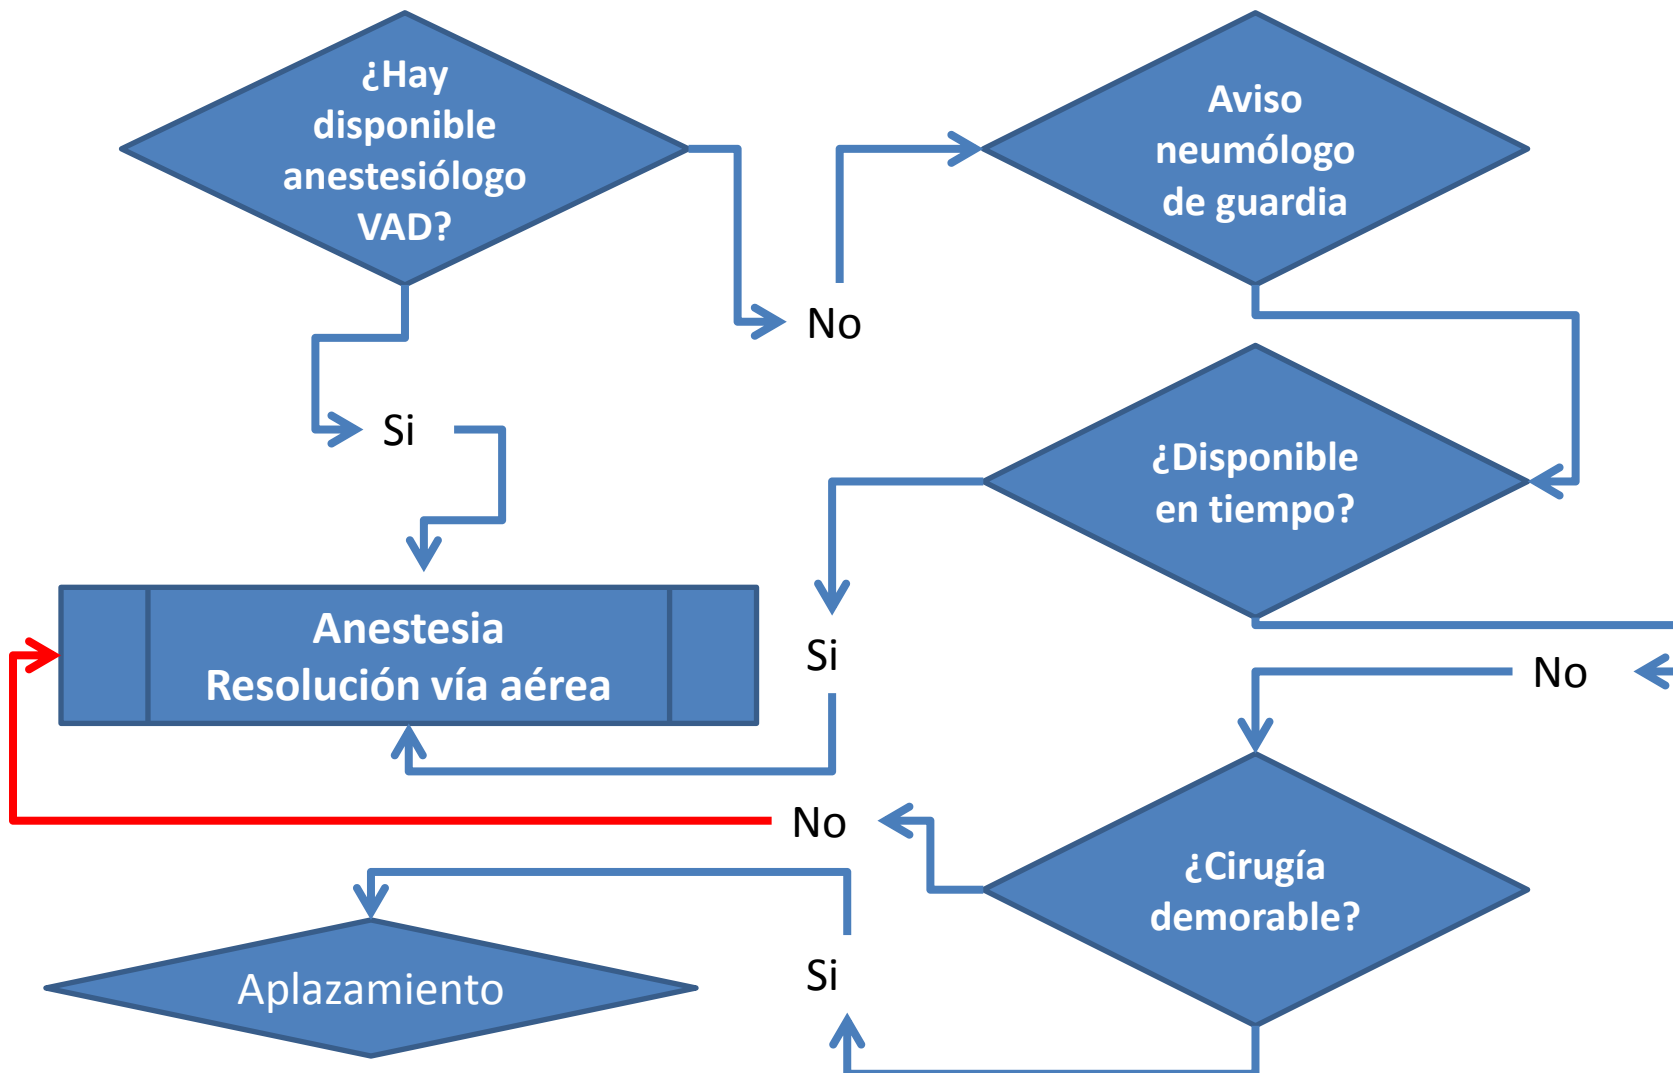 ¿Hay
disponible
anestesiólogo
VAD?
Aviso
neumólogo
de guardia
No
Si
¿Disponible
en tiempo?
Anestesia
Resolución vía aérea
Si
No
No
¿Cirugía
demorable?
Aplazamiento
Si